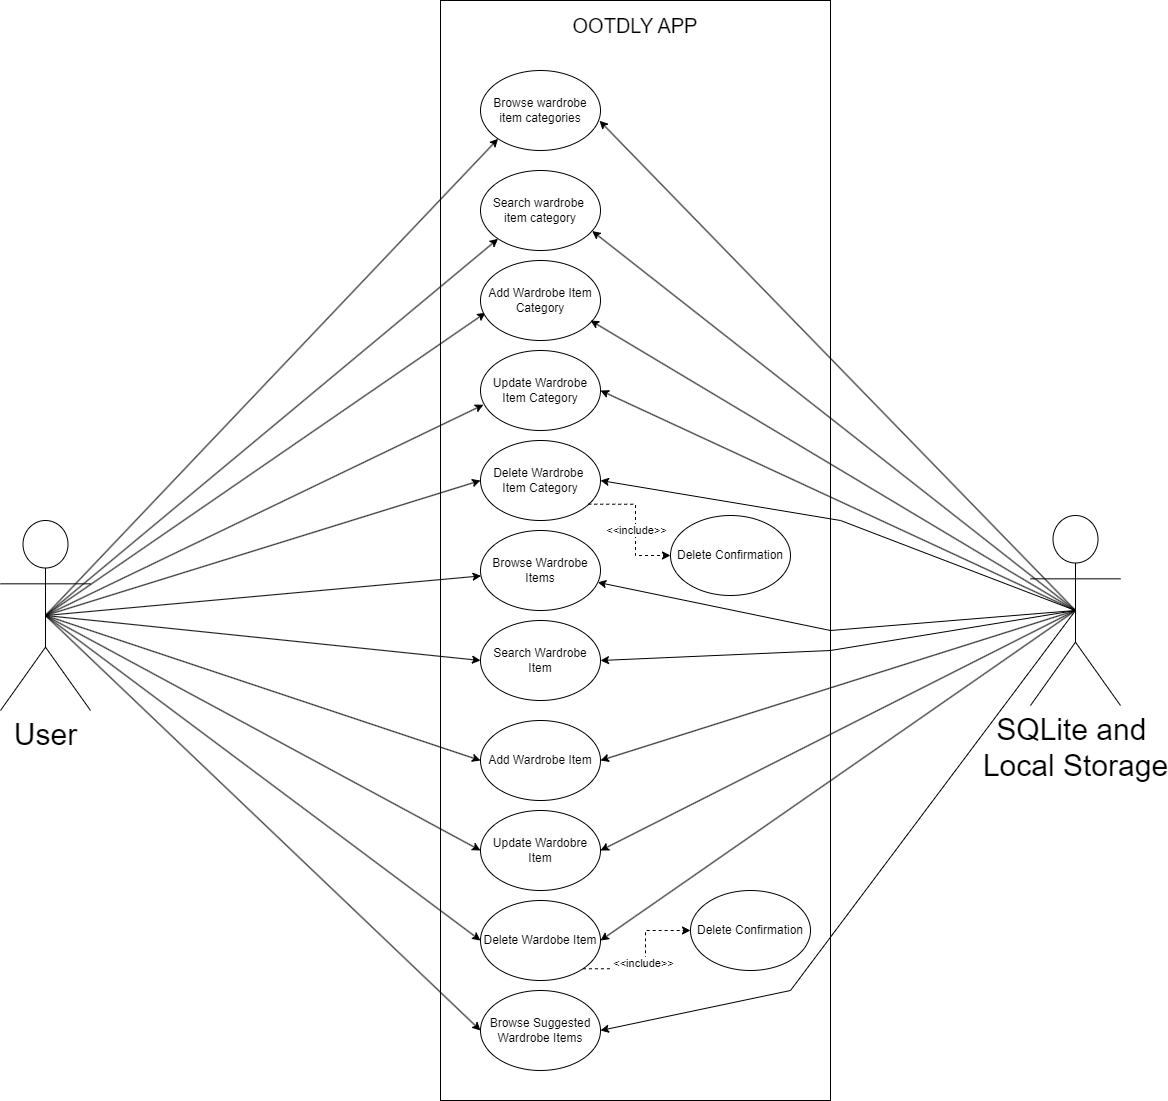 OOTDLY APP
Browse wardrobe
item categories
Search wardrobe
item category
Add Wardrobe Item
Category
Update Wardrobe
Item Category
Delete Wardrobe
Item Category
<<include>>
Delete Confirmation
Browse Wardrobe
Items
Search Wardrobe
Item
User
SQLite and
Local Storage
Add Wardrobe Item
Update Wardobre
Item
Delete Wardobe Item
Delete Confirmation
<<include>>
Browse Suggested
Wardrobe Items